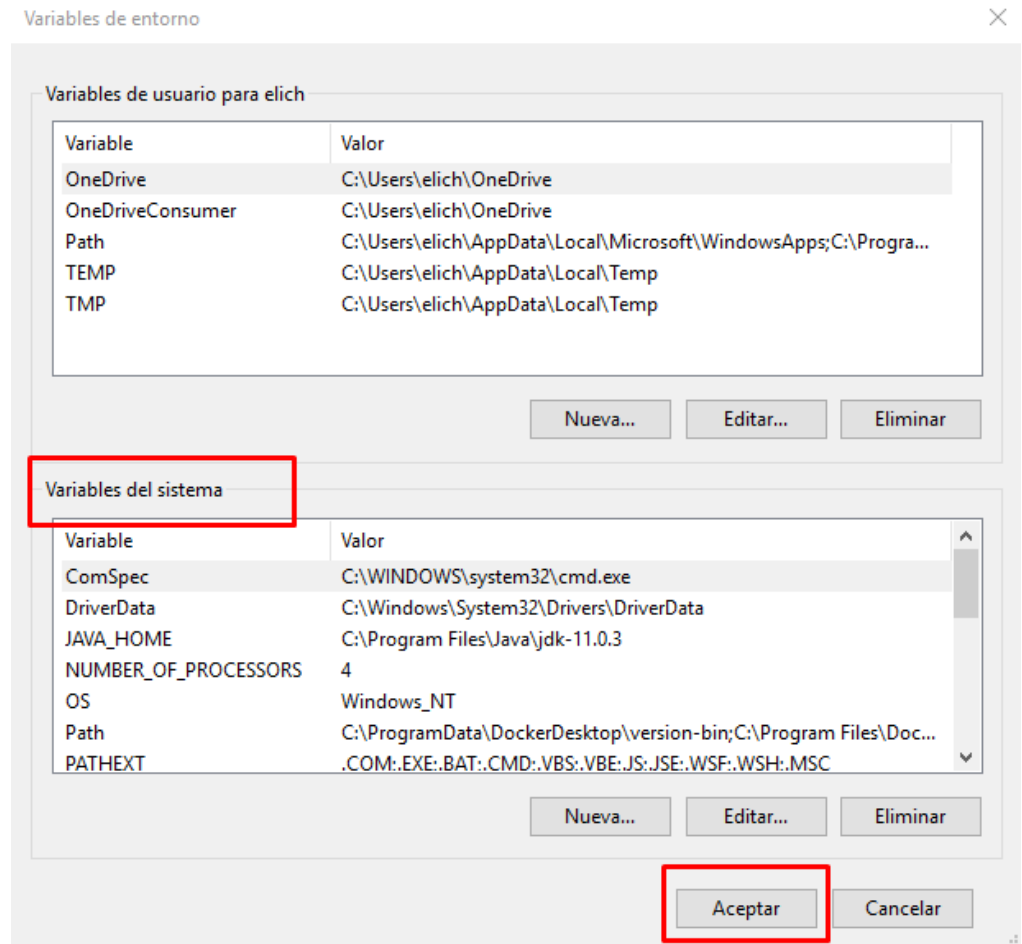 Variables de entorno
Variables de usuario para elich
Variable Valor
OneDrive C:\Users\elich\OneDrive
OneDriveConsumer C:\Users\elich\OneDrive
Path C:\Users\elich\AppData\Local\Microsoft\WindowsApps;C:\Progra...
TEMP C:\Users\elich\AppData\Local\Temp
TMP C:\Users\elich\AppData\Local\Temp
Nueva... Editar... Eliminar
Variables del sistema
Variable Valor
ComSpec C:\WINDOWS\system32\cmd.exe
DriverData C:\Windows\System32\Drivers\DriverData
JAVA_HOME C:\Program Files\Java\jdk-11.0.3
NUMBER_OF_PROCESSORS 4
OS Windows_NT
Path C:\ProgramData\DockerDesktop\version-bin;C:\Program Files\Doc...
PATHEXT .COM;.EXE;.BAT;.CMD;.VBS;.VBE;.JS;.JSE;.WSF;.WSH;.MSC
Nueva... Editar... Eliminar
Aceptar Cancelar